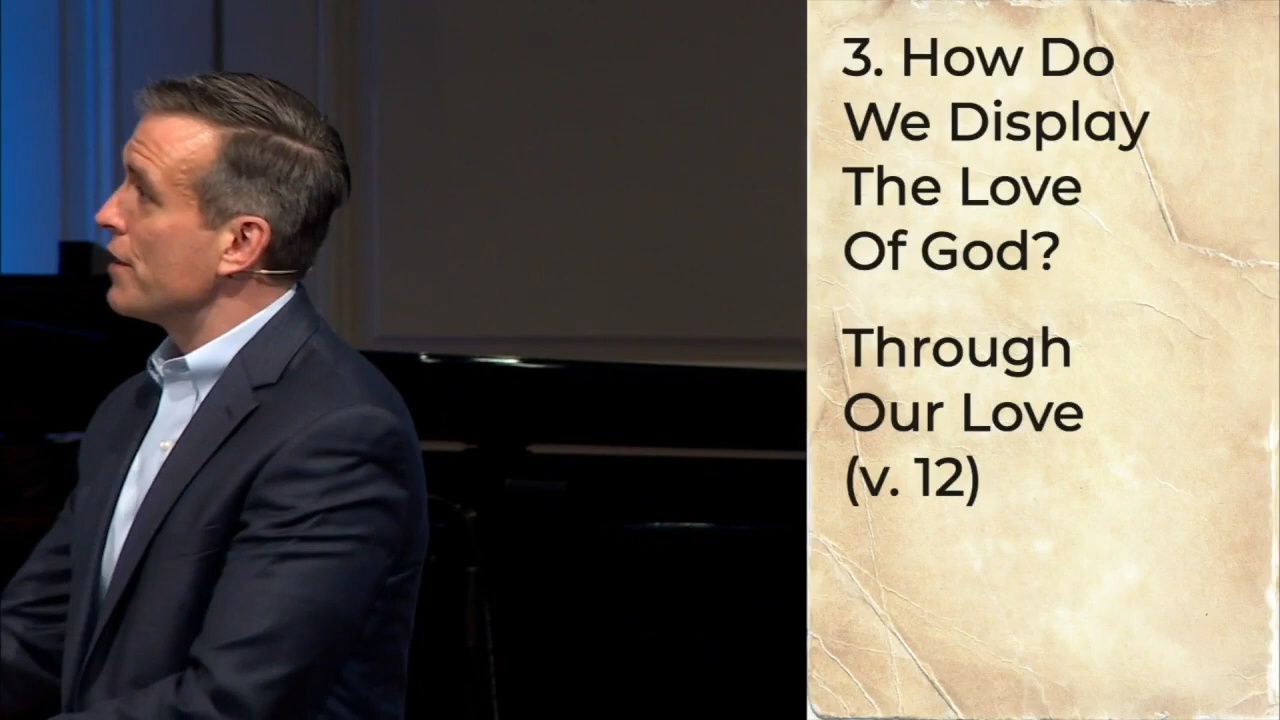 3. How Do
We Display
The Love
Of God?
Through
Our Love
(v. 12)